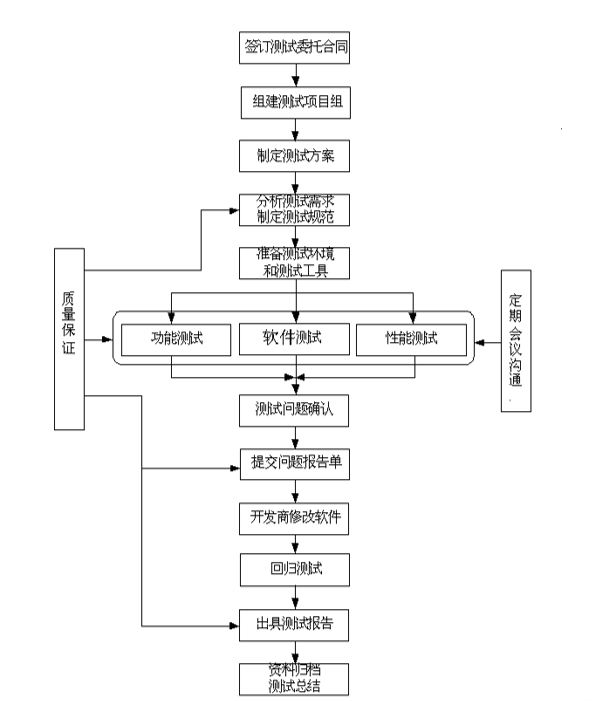 签订测试委托合同
组建测试项目组
制定测试方案
分析测试需求
制定测试规范
准备测试环境
和测试工具
质量保证
定期会议沟通
功能测试
软件测试
性能测试
测试问题确认
提交问题报告单
开发商修改软件
回归测试
出具测试报告
资料归档
测试总结